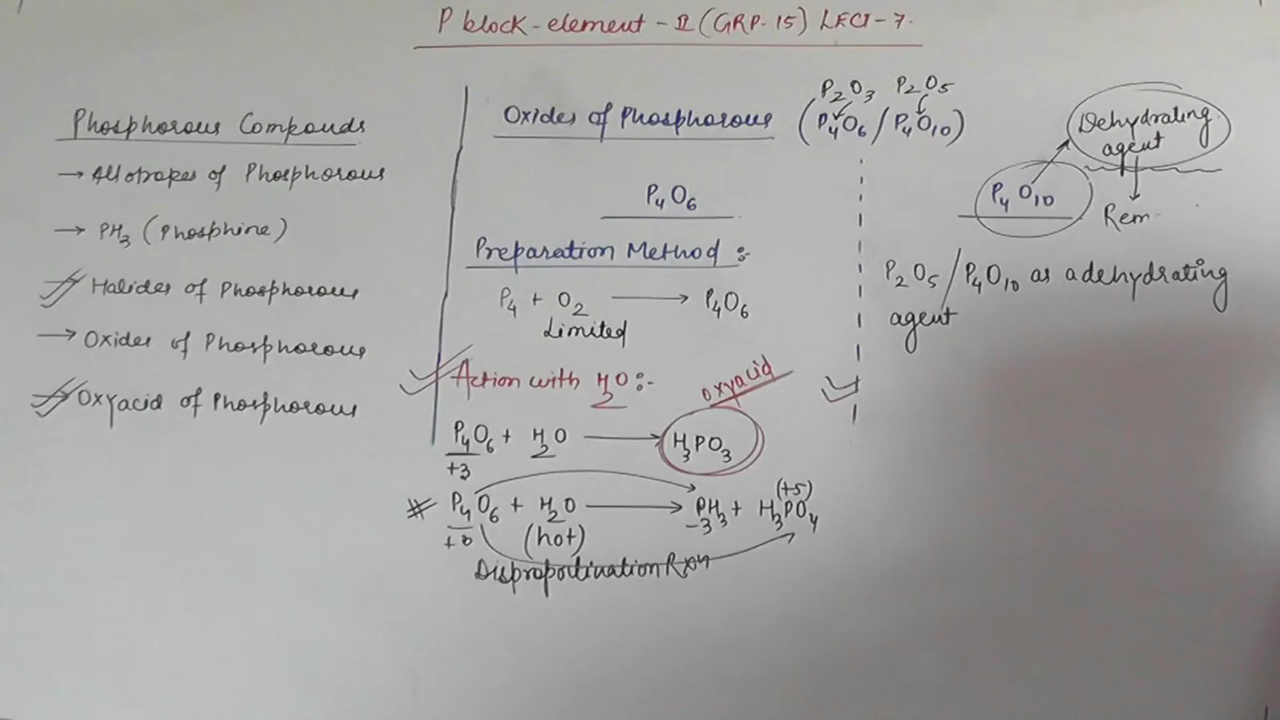 P block-element-II (GRP.15) LECT-7.
Phosphorous Compouds
→ Allotropes of Phosphorous
→ PH₃ (Phosphine)
Halides of Phosphorous
→ Oxides of Phosphorous
Oxyacid of Phosphorous
P₂O₃ P₂O₅
Oxides of Phosphorous (P₄O₆/P₄O₁₀)
P₄O₆
Preparation Method :-
P₄ + O₂ → P₄O₆
Limited
Action with H₂O:-
oxyacid
P₄O₆ + H₂O → H₃PO₃
+3
(+5)
P₄O₆ + H₂O → PH₃ + H₃PO₄
-3
(hot)
Disproportination Rxn
Dehydrating
agent
P₄O₁₀
Rem
P₂O₅/P₄O₁₀ as a dehydrating
agent